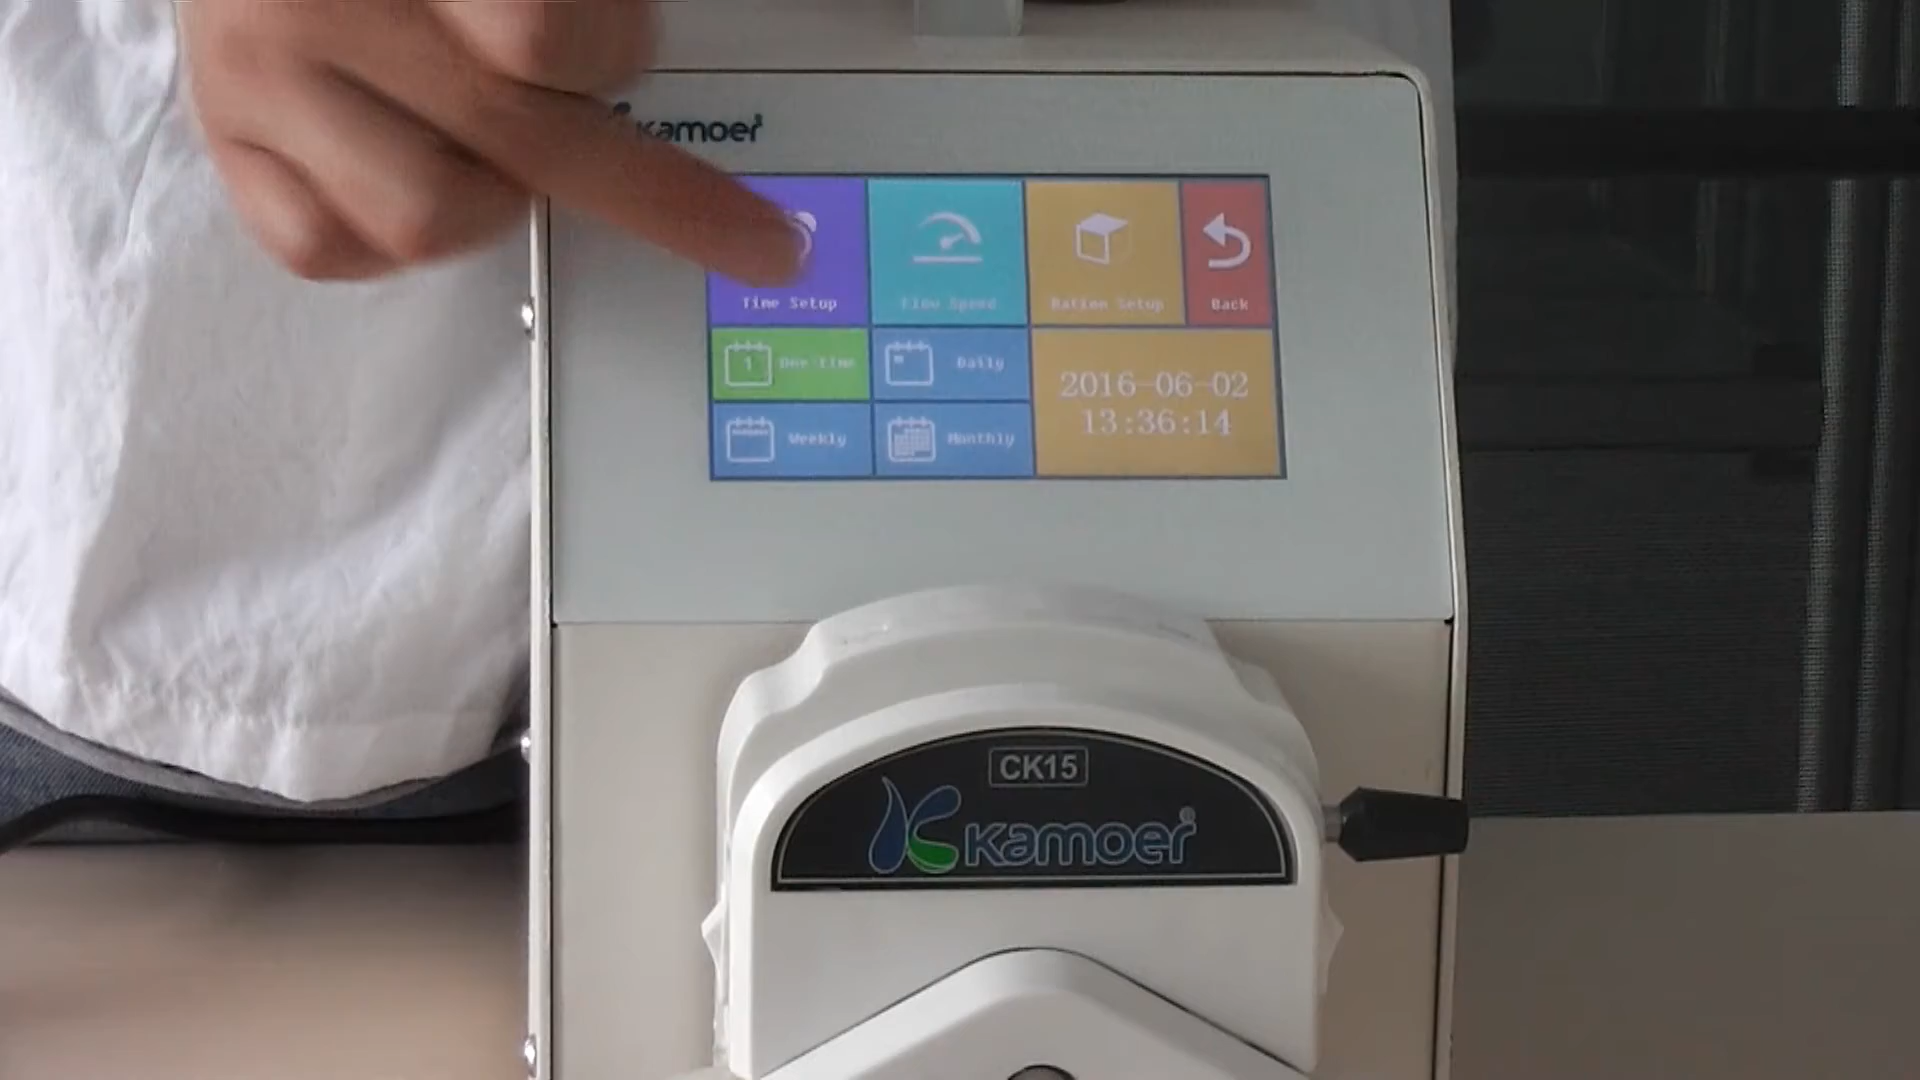 Kamoer
Time Setup
Flow Speed
Ration Setup
Back
1
One Time
Daily
2016-06-02
13:36:14
Weekly
Monthly
CK15
Kamoer®